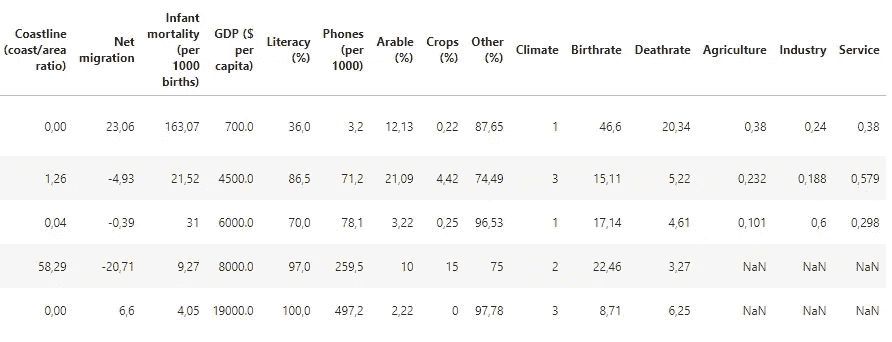 Coastline (coast/area ratio) Net migration Infant mortality (per 1000 births) GDP ($ per capita) Literacy (%) Phones (per 1000) Arable (%) Crops (%) Other (%) Climate Birthrate Deathrate Agriculture Industry Service
0,00 23,06 163,07 700.0 36,0 3,2 12,13 0,22 87,65 1 46,6 20,34 0,38 0,24 0,38
1,26 -4,93 21,52 4500.0 86,5 71,2 21,09 4,42 74,49 3 15,11 5,22 0,232 0,188 0,579
0,04 -0,39 31 6000.0 70,0 78,1 3,22 0,25 96,53 1 17,14 4,61 0,101 0,6 0,298
58,29 -20,71 9,27 8000.0 97,0 259,5 10 15 75 2 22,46 3,27 NaN NaN NaN
0,00 6,6 4,05 19000.0 100,0 497,2 2,22 0 97,78 3 8,71 6,25 NaN NaN NaN